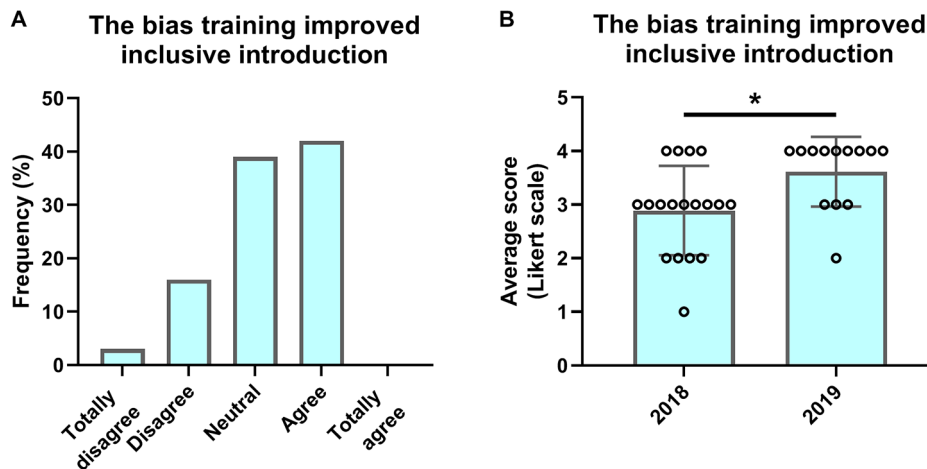 A
The bias training improved
inclusive introduction
50
40
30
20
10
0
Frequency (%)
Totally
disagree
Disagree
Neutral
Agree
Totally
agree
B
The bias training improved
inclusive introduction
*
5
4
3
2
1
0
Average score
(Likert scale)
2018
2019